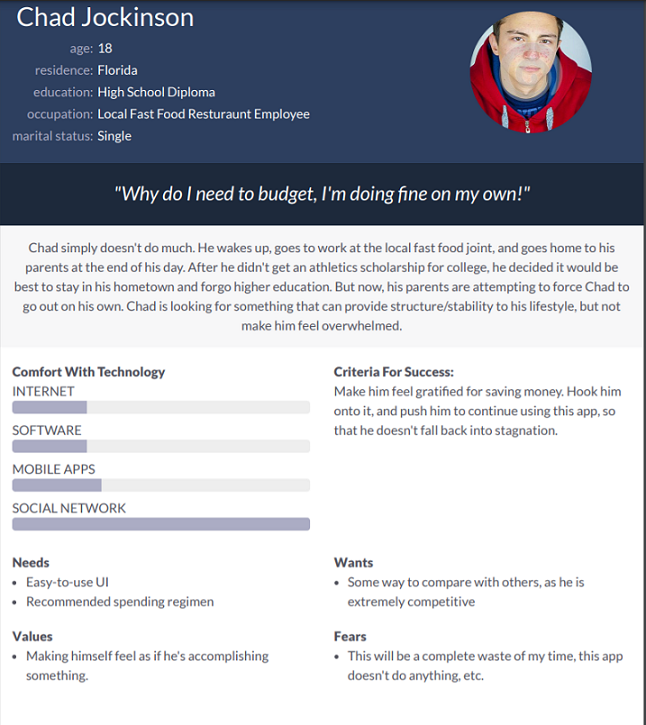 Chad Jockinson
age: 18
residence: Florida
education: High School Diploma
occupation: Local Fast Food Resturaunt Employee
marital status: Single
"Why do I need to budget, I'm doing fine on my own!"
Chad simply doesn't do much. He wakes up, goes to work at the local fast food joint, and goes home to his
parents at the end of his day. After he didn't get an athletics scholarship for college, he decided it would be
best to stay in his hometown and forgo higher education. But now, his parents are attempting to force Chad to
go out on his own. Chad is looking for something that can provide structure/stability to his lifestyle, but not
make him feel overwhelmed.
Comfort With Technology
INTERNET
SOFTWARE
MOBILE APPS
SOCIAL NETWORK
Criteria For Success:
Make him feel gratified for saving money. Hook him
onto it, and push him to continue using this app, so
that he doesn't fall back into stagnation.
Needs
• Easy-to-use UI
• Recommended spending regimen
Wants
• Some way to compare with others, as he is
extremely competitive
Values
• Making himself feel as if he's accomplishing
something.
Fears
• This will be a complete waste of my time, this app
doesn't do anything, etc.